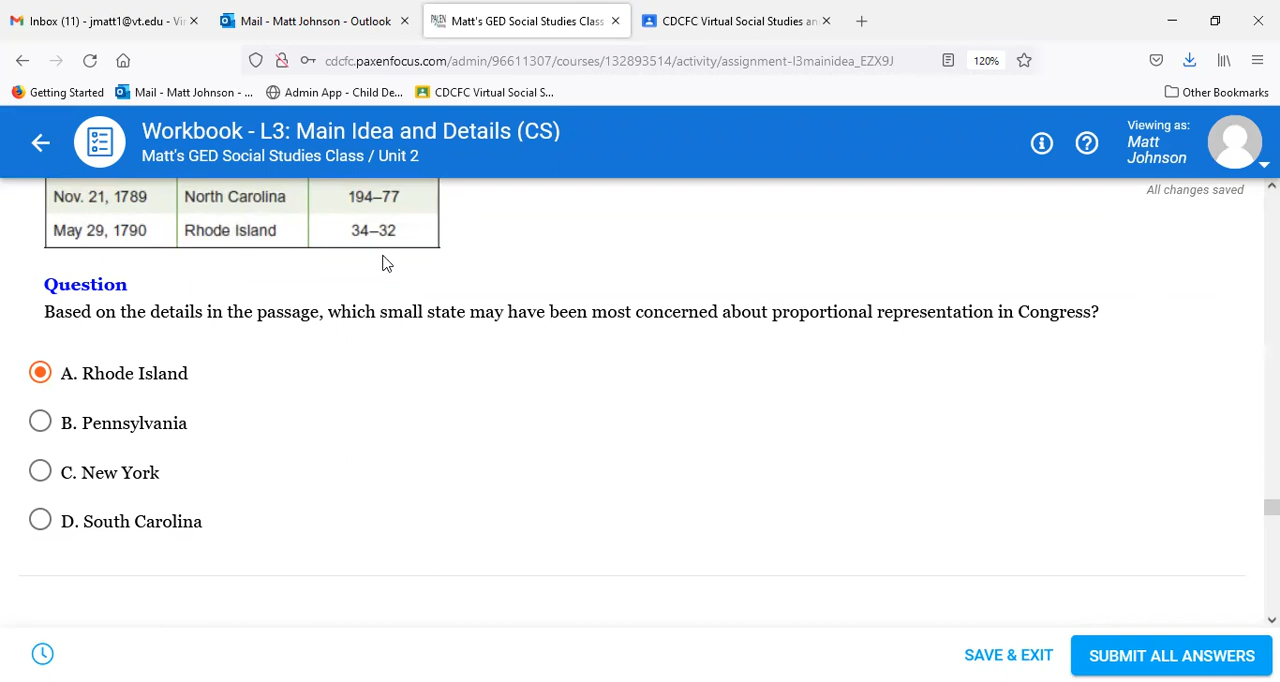 Inbox (11) - jmatt1@vt.edu - Vir
Mail - Matt Johnson - Outlook
PAXEN
Matt's GED Social Studies Class
CDCFC Virtual Social Studies an
cdcfc.paxenfocus.com/admin/96611307/courses/132893514/activity/assignment-l3mainidea_EZX9J
120%
Getting Started
Mail - Matt Johnson - ...
Admin App - Child De...
CDCFC Virtual Social S...
Other Bookmarks
Workbook - L3: Main Idea and Details (CS)
Matt's GED Social Studies Class / Unit 2
Viewing as:
Matt
Johnson
All changes saved
Nov. 21, 1789 North Carolina 194–77
May 29, 1790 Rhode Island 34–32
Question
Based on the details in the passage, which small state may have been most concerned about proportional representation in Congress?
A. Rhode Island
B. Pennsylvania
C. New York
D. South Carolina
SAVE & EXIT
SUBMIT ALL ANSWERS